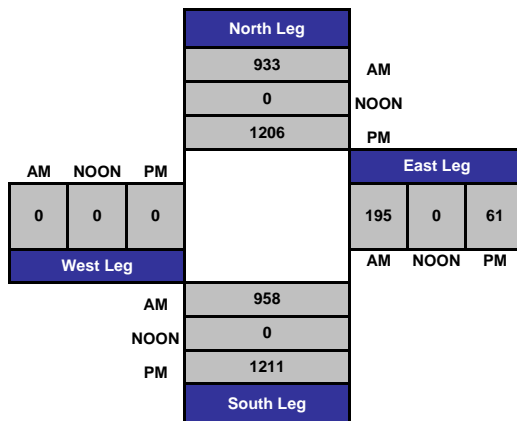 North Leg
933 AM
0 NOON
1206 PM
AM NOON PM
East Leg
0 0 0
195 0 61
West Leg
AM NOON PM
AM 958
NOON 0
PM 1211
South Leg